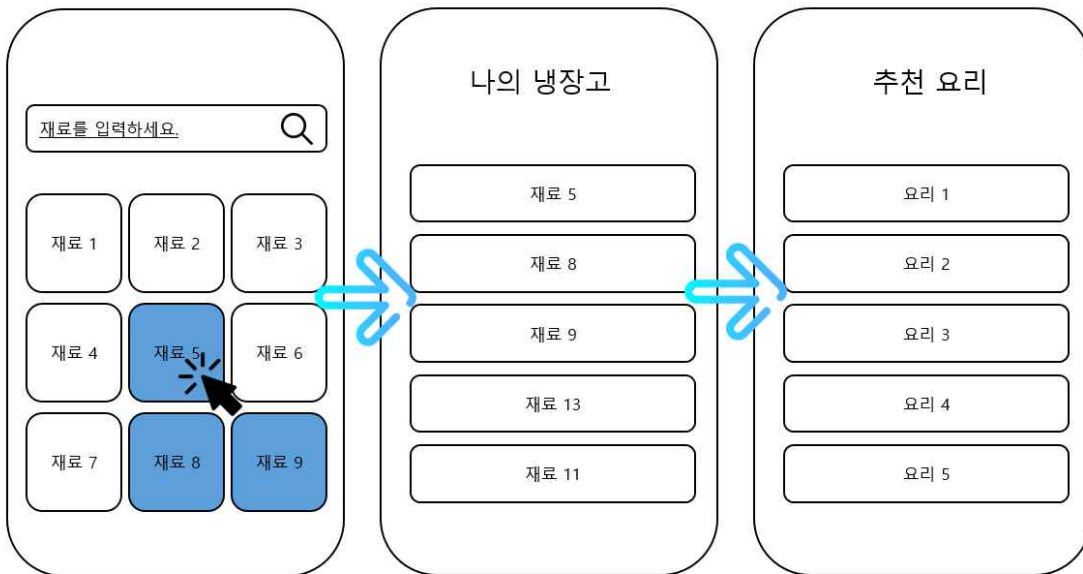 재료를 입력하세요.
재료 1
재료 2
재료 3
재료 4
재료 5
재료 6
재료 7
재료 8
재료 9
나의 냉장고
재료 5
재료 8
재료 9
재료 13
재료 11
추천 요리
요리 1
요리 2
요리 3
요리 4
요리 5